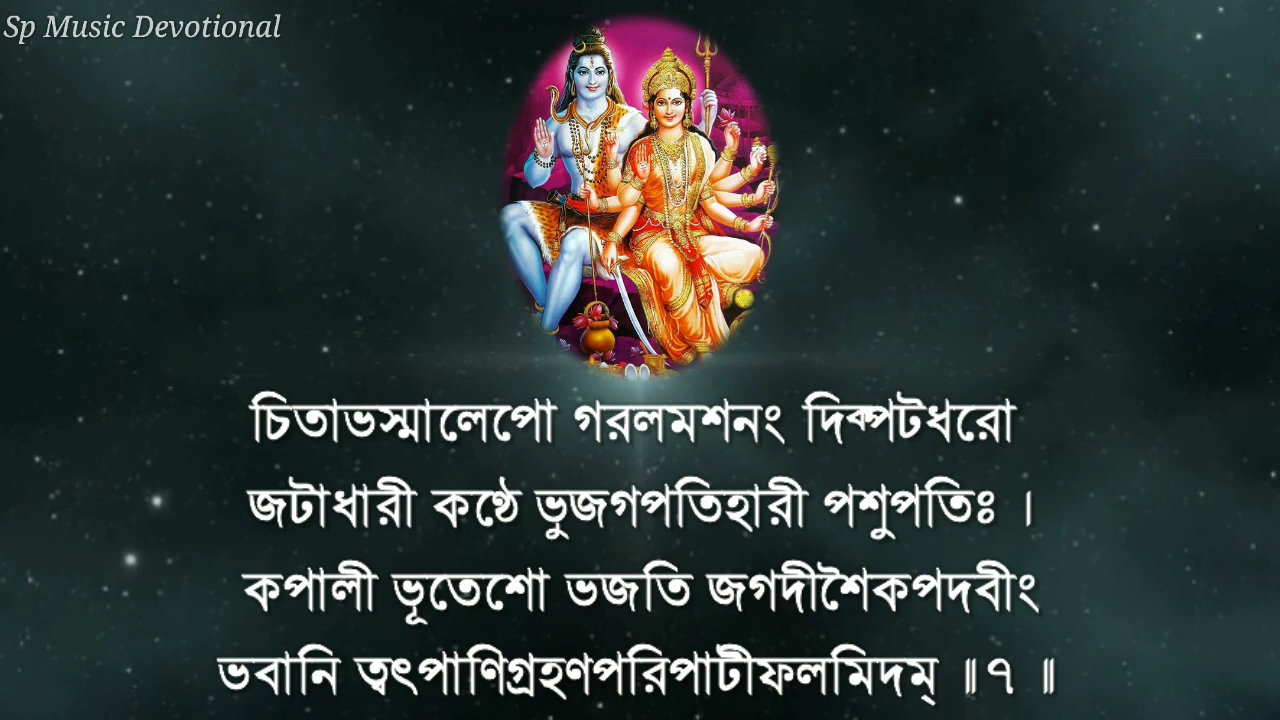 Sp Music Devotional
চিতাভস্মালেপো গরলমশনং দিক্পটধরো
জটাধারী কণ্ঠে ভুজগপতিহারী পশুপতিঃ ।
কপালী ভূতেশো ভজতি জগদীশৈকপদবীং
ভবানি ত্বৎপাণিগ্রহণপরিপাটীফলমিদম্ ॥৭ ॥